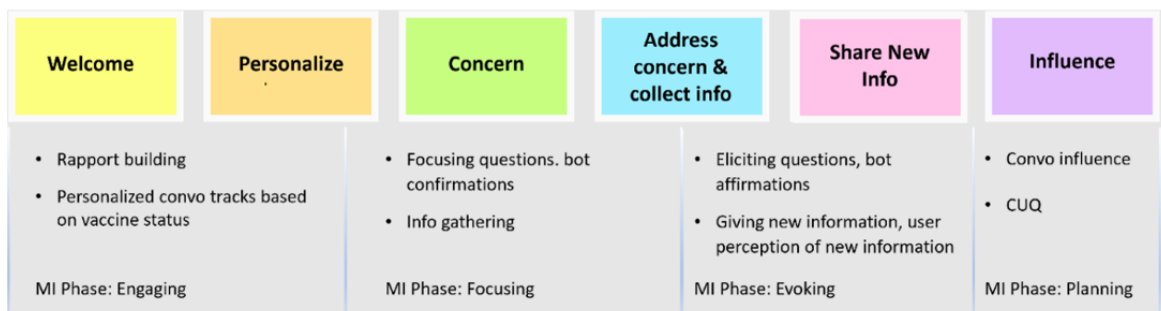 Welcome
Personalize
Concern
Address
concern &
collect info
Share New
Info
Influence
• Rapport building
• Personalized convo tracks based
on vaccine status
MI Phase: Engaging
• Focusing questions. bot
confirmations
• Info gathering
MI Phase: Focusing
• Eliciting questions, bot
affirmations
• Giving new information, user
perception of new information
MI Phase: Evoking
• Convo influence
• CUQ
MI Phase: Planning